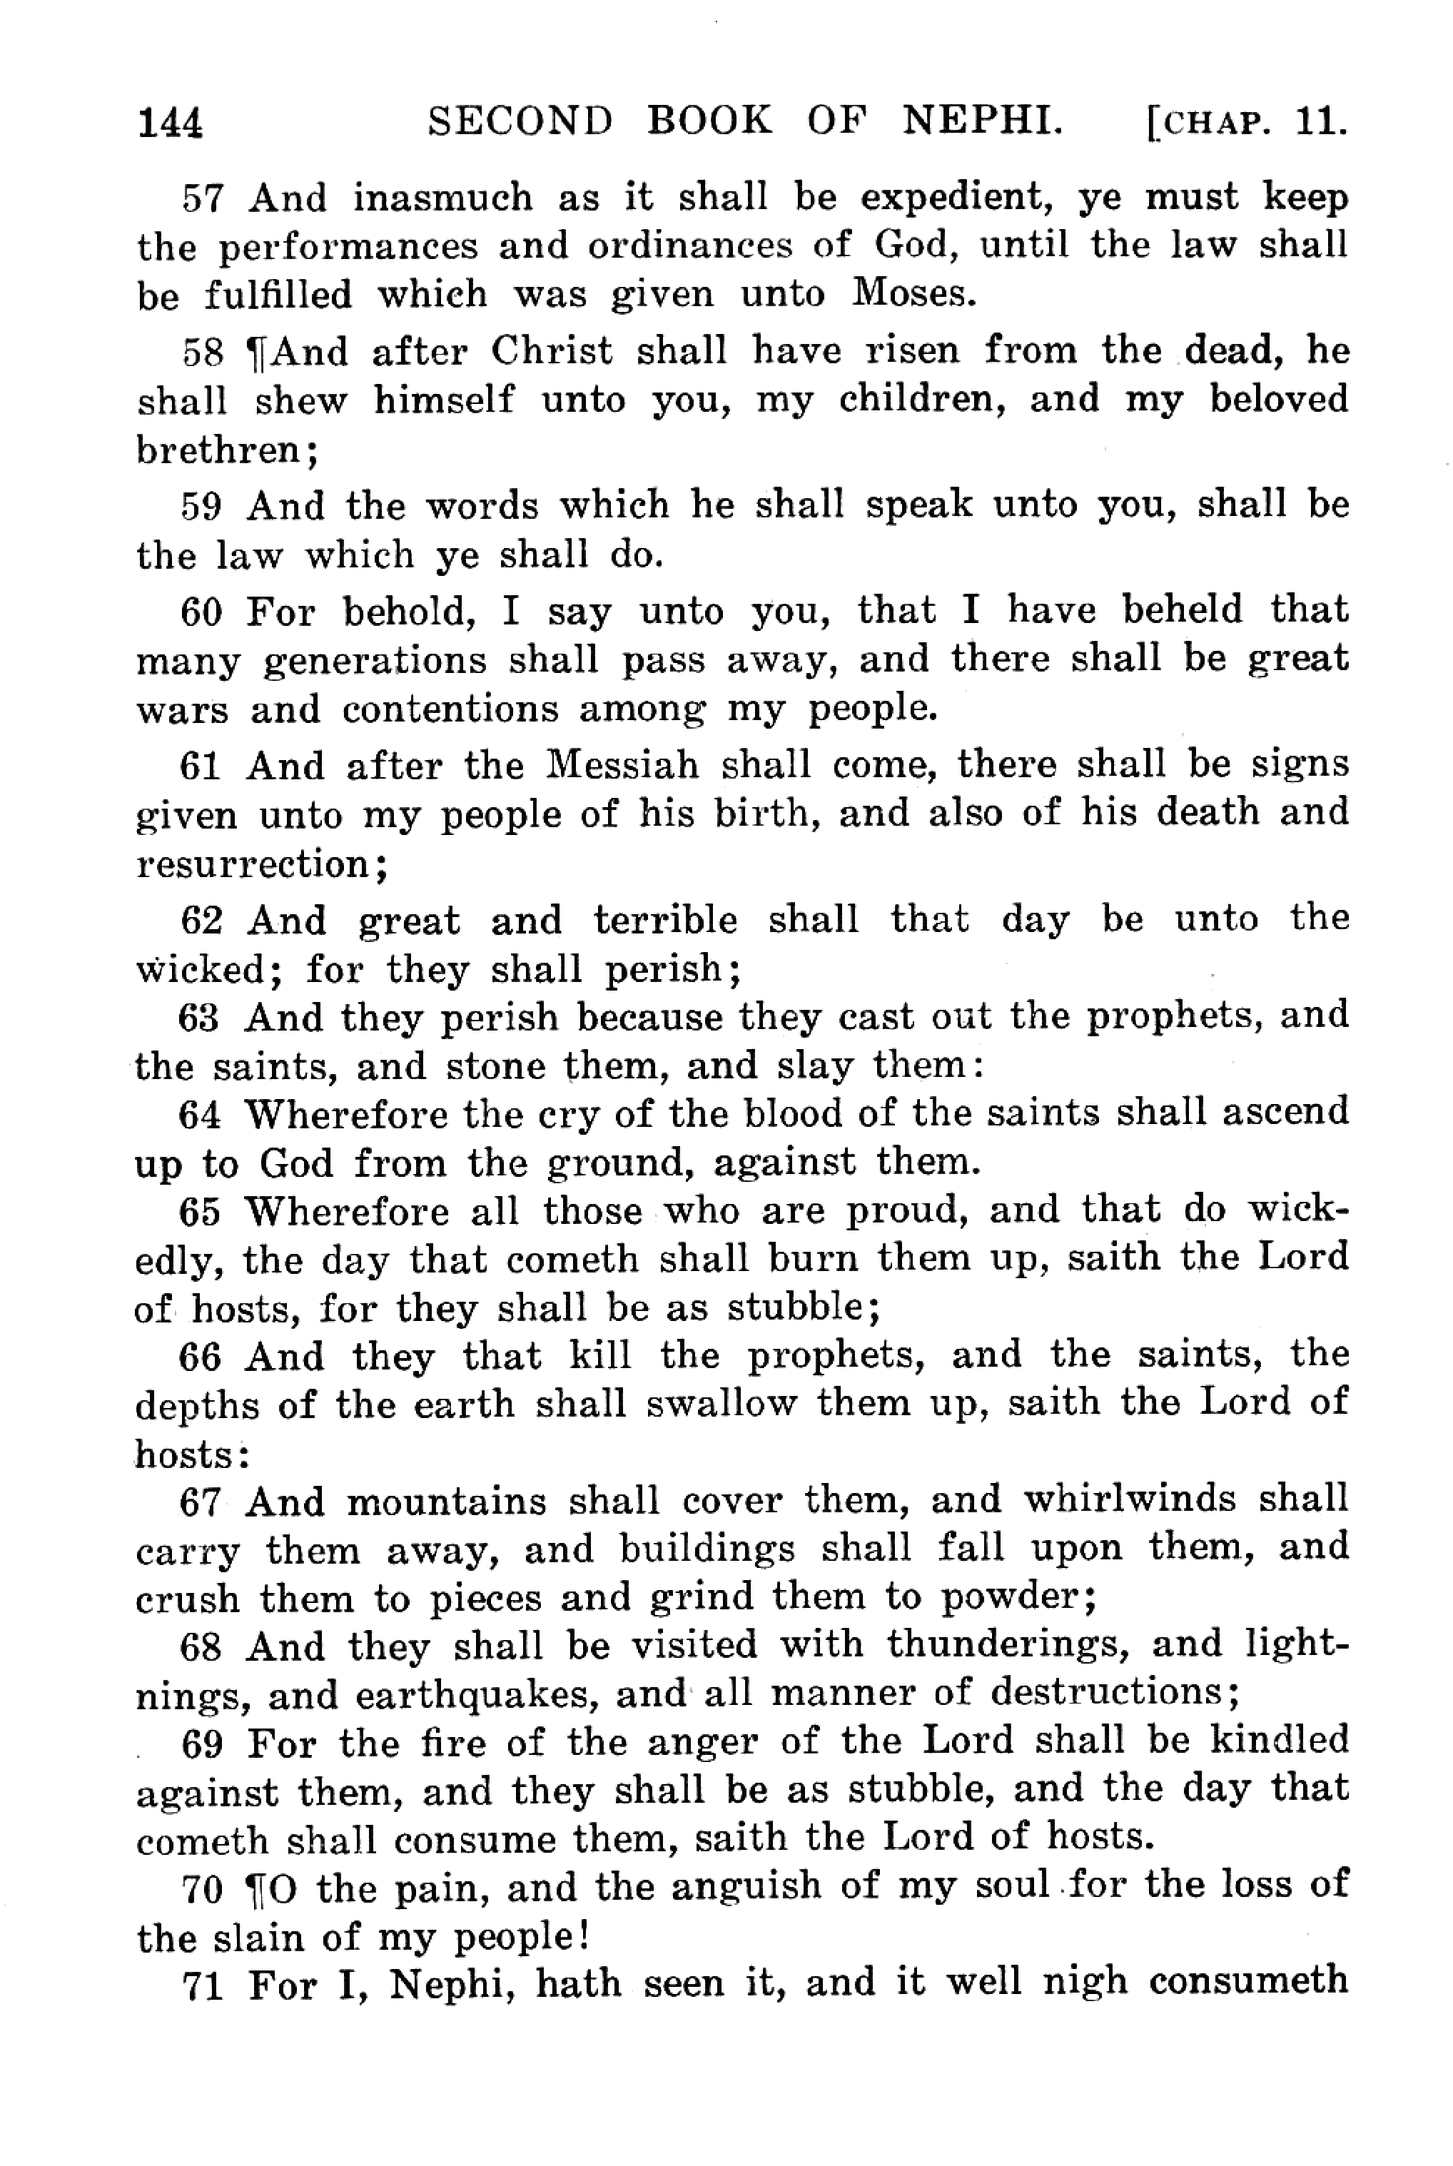 144 SECOND BOOK OF NEPHI. [CHAP. 11.
57 And inasmuch as it shall be expedient, ye must keep
the performances and ordinances of God, until the law shall
be fulfilled which was given unto Moses.
58 ¶And after Christ shall have risen from the dead, he
shall shew himself unto you, my children, and my beloved
brethren;
59 And the words which he shall speak unto you, shall be
the law which ye shall do.
60 For behold, I say unto you, that I have beheld that
many generations shall pass away, and there shall be great
wars and contentions among my people.
61 And after the Messiah shall come, there shall be signs
given unto my people of his birth, and also of his death and
resurrection;
62 And great and terrible shall that day be unto the
wicked; for they shall perish;
63 And they perish because they cast out the prophets, and
the saints, and stone them, and slay them:
64 Wherefore the cry of the blood of the saints shall ascend
up to God from the ground, against them.
65 Wherefore all those who are proud, and that do wick-
edly, the day that cometh shall burn them up, saith the Lord
of hosts, for they shall be as stubble;
66 And they that kill the prophets, and the saints, the
depths of the earth shall swallow them up, saith the Lord of
hosts:
67 And mountains shall cover them, and whirlwinds shall
carry them away, and buildings shall fall upon them, and
crush them to pieces and grind them to powder;
68 And they shall be visited with thunderings, and light-
nings, and earthquakes, and all manner of destructions;
69 For the fire of the anger of the Lord shall be kindled
against them, and they shall be as stubble, and the day that
cometh shall consume them, saith the Lord of hosts.
70 ¶O the pain, and the anguish of my soul for the loss of
the slain of my people!
71 For I, Nephi, hath seen it, and it well nigh consumeth